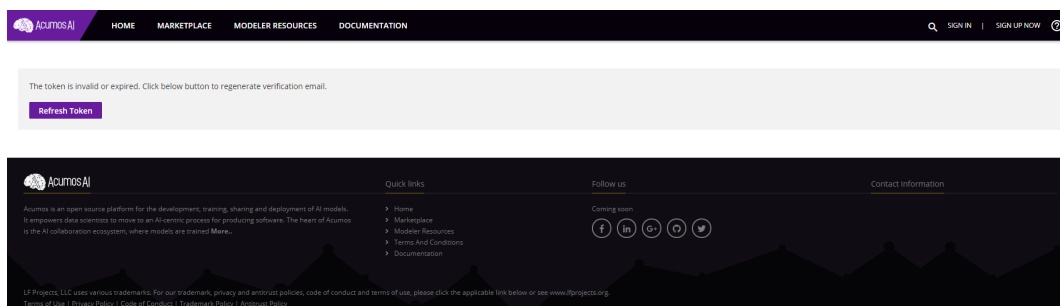 Acumos AI HOME MARKETPLACE MODELER RESOURCES DOCUMENTATION SIGN IN | SIGN UP NOW ?
The token is invalid or expired. Click below button to regenerate verification email.
Refresh Token
Acumos AI
Acumos is an open source platform for the development, training, sharing and deployment of AI models.
It empowers data scientists to move to an AI-centric process for producing software. The heart of Acumos
is the AI collaboration ecosystem, where models are trained More..
Quick links
> Home
> Marketplace
> Modeler Resources
> Terms And Conditions
> Documentation
Follow us
Coming soon
f in G+
Contact Information
LF Projects, LLC uses various trademarks. For our trademark, privacy and antitrust policies, code of conduct and terms of use, please click the applicable link below or see www.lfprojects.org.
Terms of Use | Privacy Policy | Code of Conduct | Trademark Policy | Antitrust Policy